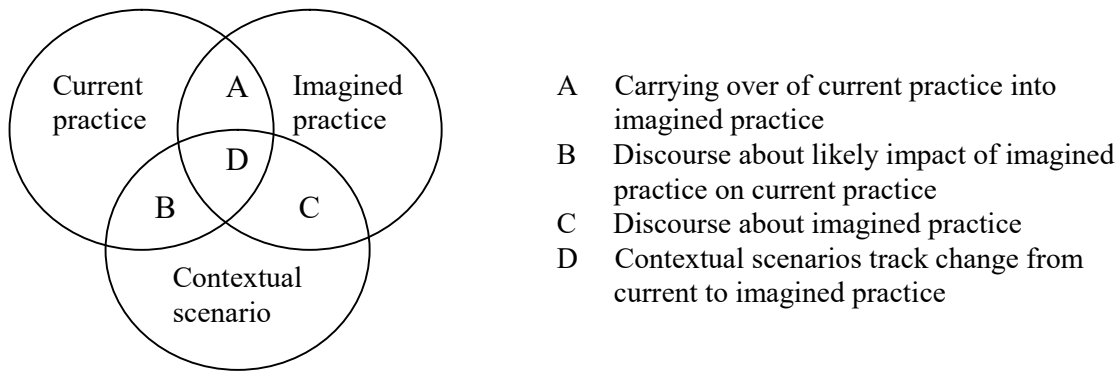 Current
practice
A
Imagined
practice
D
B
C
Contextual
scenario
A Carrying over of current practice into
imagined practice
B Discourse about likely impact of imagined
practice on current practice
C Discourse about imagined practice
D Contextual scenarios track change from
current to imagined practice